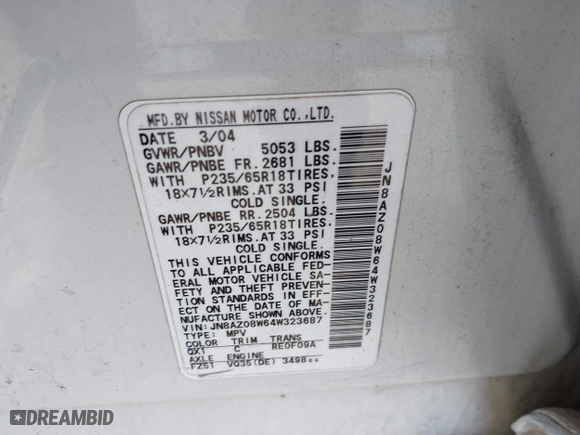 MFD.BY NISSAN MOTOR CO.,LTD.
DATE 3/04
GVWR/PNBV 5053 LBS.
GAWR/PNBE FR. 2681 LBS.
WITH P235/65R18TIRES.
18X7½RIMS.AT 33 PSI
COLD SINGLE.
GAWR/PNBE RR. 2504 LBS.
WITH P235/65R18TIRES.
18X7½RIMS.AT 33 PSI
COLD SINGLE.
THIS VEHICLE CONFORMS
TO ALL APPLICABLE FED-
ERAL MOTOR VEHICLE SA-
FETY AND THEFT PREVEN-
TION STANDARDS IN EFF-
ECT ON THE DATE OF MA-
NUFACTURE SHOWN ABOVE.
VIN: JN8AZ08W64W323687
TYPE: MPV
COLOR TRIM TRANS
QX1 C RE0F09A
AXLE ENGINE
FZ51 VQ35(DE) 3498cc
JN8AZ08W64W323687
DREAMBID